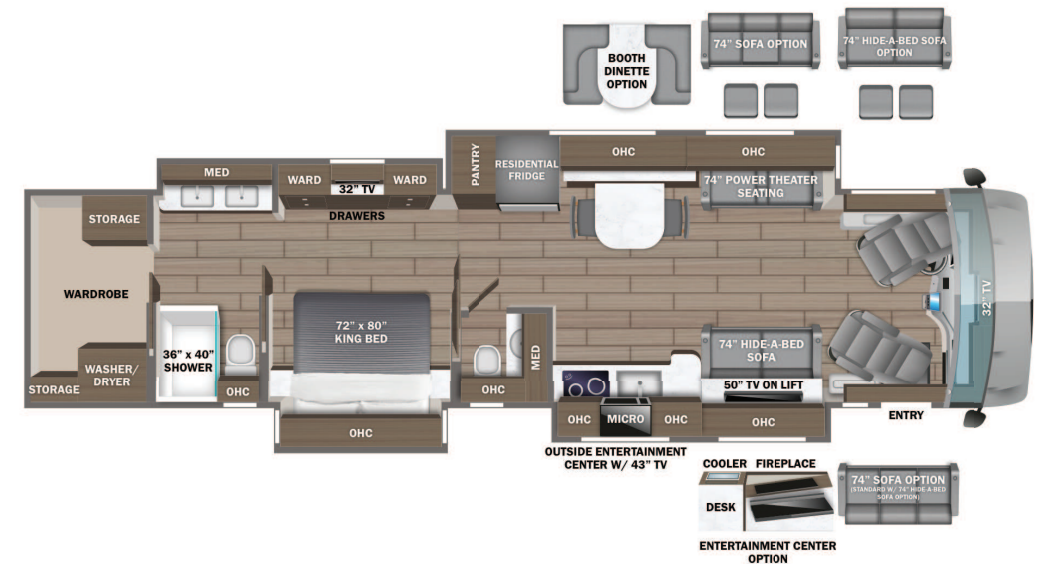 BOOTH
DINETTE
OPTION
74” SOFA OPTION
74” HIDE-A-BED SOFA
OPTION
MED
WARD
32” TV
WARD
DRAWERS
PANTRY
RESIDENTIAL
FRIDGE
OHC
OHC
74” POWER THEATER
SEATING
STORAGE
WARDROBE
WASHER/
DRYER
STORAGE
36” x 40”
SHOWER
OHC
72” x 80”
KING BED
OHC
OHC
MED
74” HIDE-A-BED
SOFA
50” TV ON LIFT
OHC
MICRO
OHC
OHC
32” TV
ENTRY
OUTSIDE ENTERTAINMENT
CENTER W/ 43” TV
COOLER FIREPLACE
DESK
ENTERTAINMENT CENTER
OPTION
74” SOFA OPTION
(STANDARD W/ 74” HIDE-A-BED
SOFA OPTION)